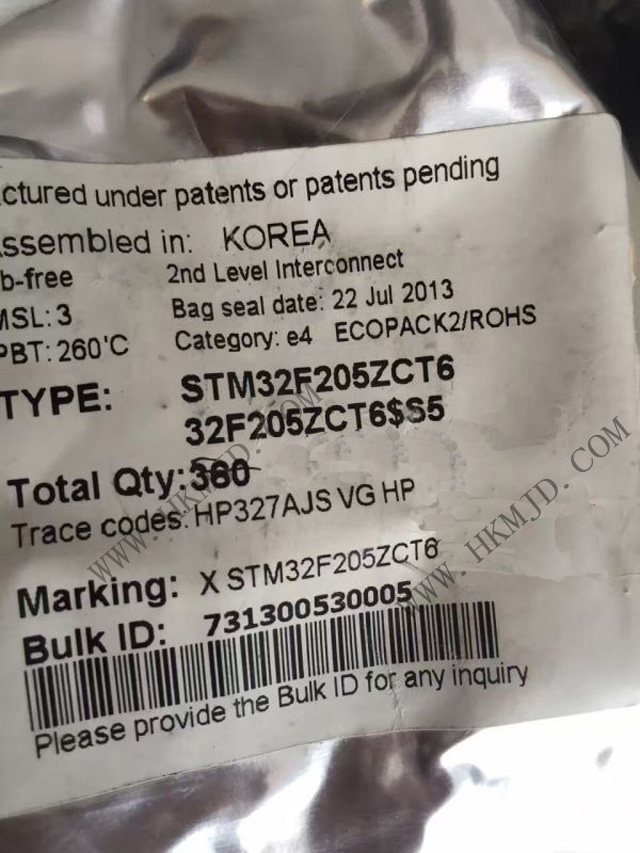 ctured under patents or patents pending
ssembled in: KOREA
b-free 2nd Level Interconnect
MSL: 3 Bag seal date: 22 Jul 2013
PBT: 260'C Category: e4 ECOPACK2/ROHS
TYPE: STM32F205ZCT6
32F205ZCT6$S5
Total Qty: 360
Trace codes: HP327AJS VG HP
Marking: X STM32F205ZCT6
Bulk ID: 731300530005
Please provide the Bulk ID for any inquiry
WWW.HKMJD.COM
WWW.HKMJD.COM